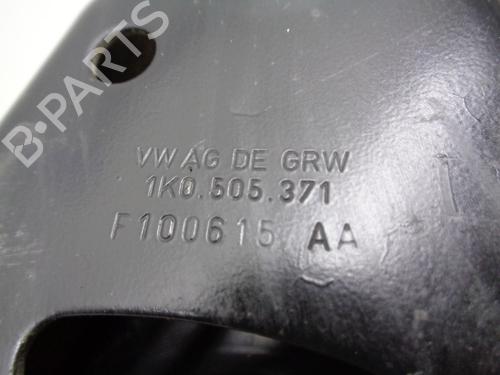 B-PARTS
VW AG DE GRW
1K0.505.371
F100615 AA